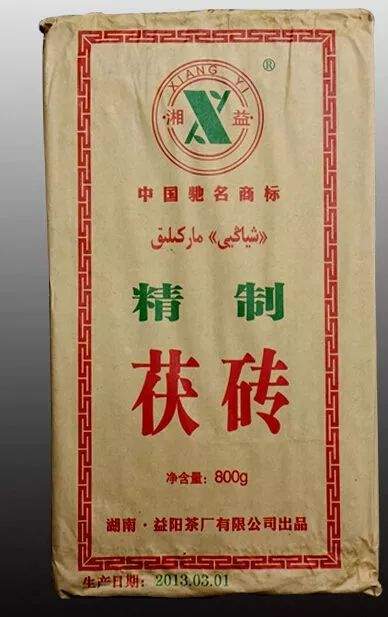 XIANG YI
®
·湘 益·
中国驰名商标
«شياڭيى» ماركىلىق
精制
茯砖
净含量：800g
湖南·益阳茶厂有限公司出品
生产日期：2013.03.01